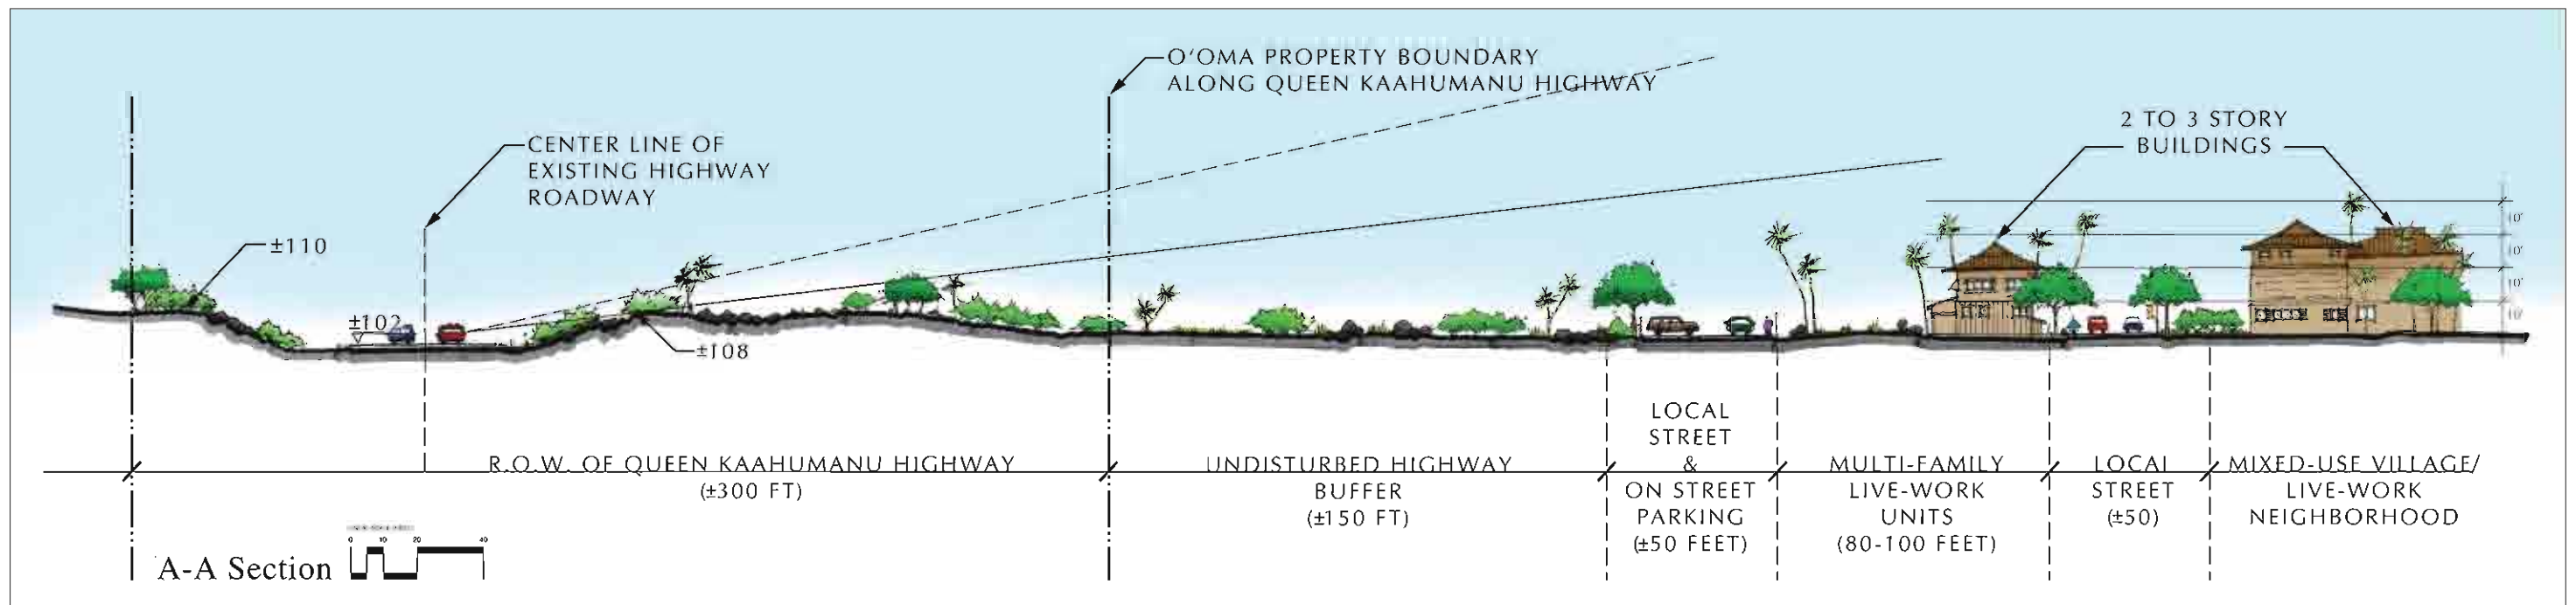 O'OMA PROPERTY BOUNDARY
ALONG QUEEN KAAHUMANU HIGHWAY
2 TO 3 STORY
BUILDINGS
CENTER LINE OF
EXISTING HIGHWAY
ROADWAY
±110
±102
±108
10'
10'
10'
10'
R.O.W. OF QUEEN KAAHUMANU HIGHWAY
(±300 FT)
UNDISTURBED HIGHWAY
BUFFER
(±150 FT)
LOCAL
STREET
&
ON STREET
PARKING
(±50 FEET)
MULTI-FAMILY
LIVE-WORK
UNITS
(80-100 FEET)
LOCAL
STREET
(±50)
MIXED-USE VILLAGE/
LIVE-WORK
NEIGHBORHOOD
A-A Section
0 10 20 40